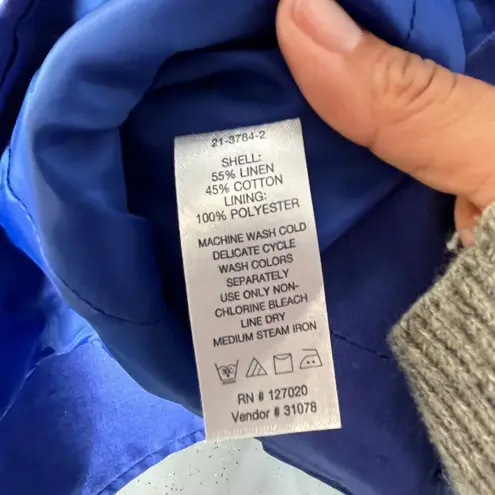 21-3784-2
SHELL:
55% LINEN
45% COTTON
LINING:
100% POLYESTER
MACHINE WASH COLD
DELICATE CYCLE
WASH COLORS
SEPARATELY
USE ONLY NON-
CHLORINE BLEACH
LINE DRY
MEDIUM STEAM IRON
RN # 127020
Vendor # 31078